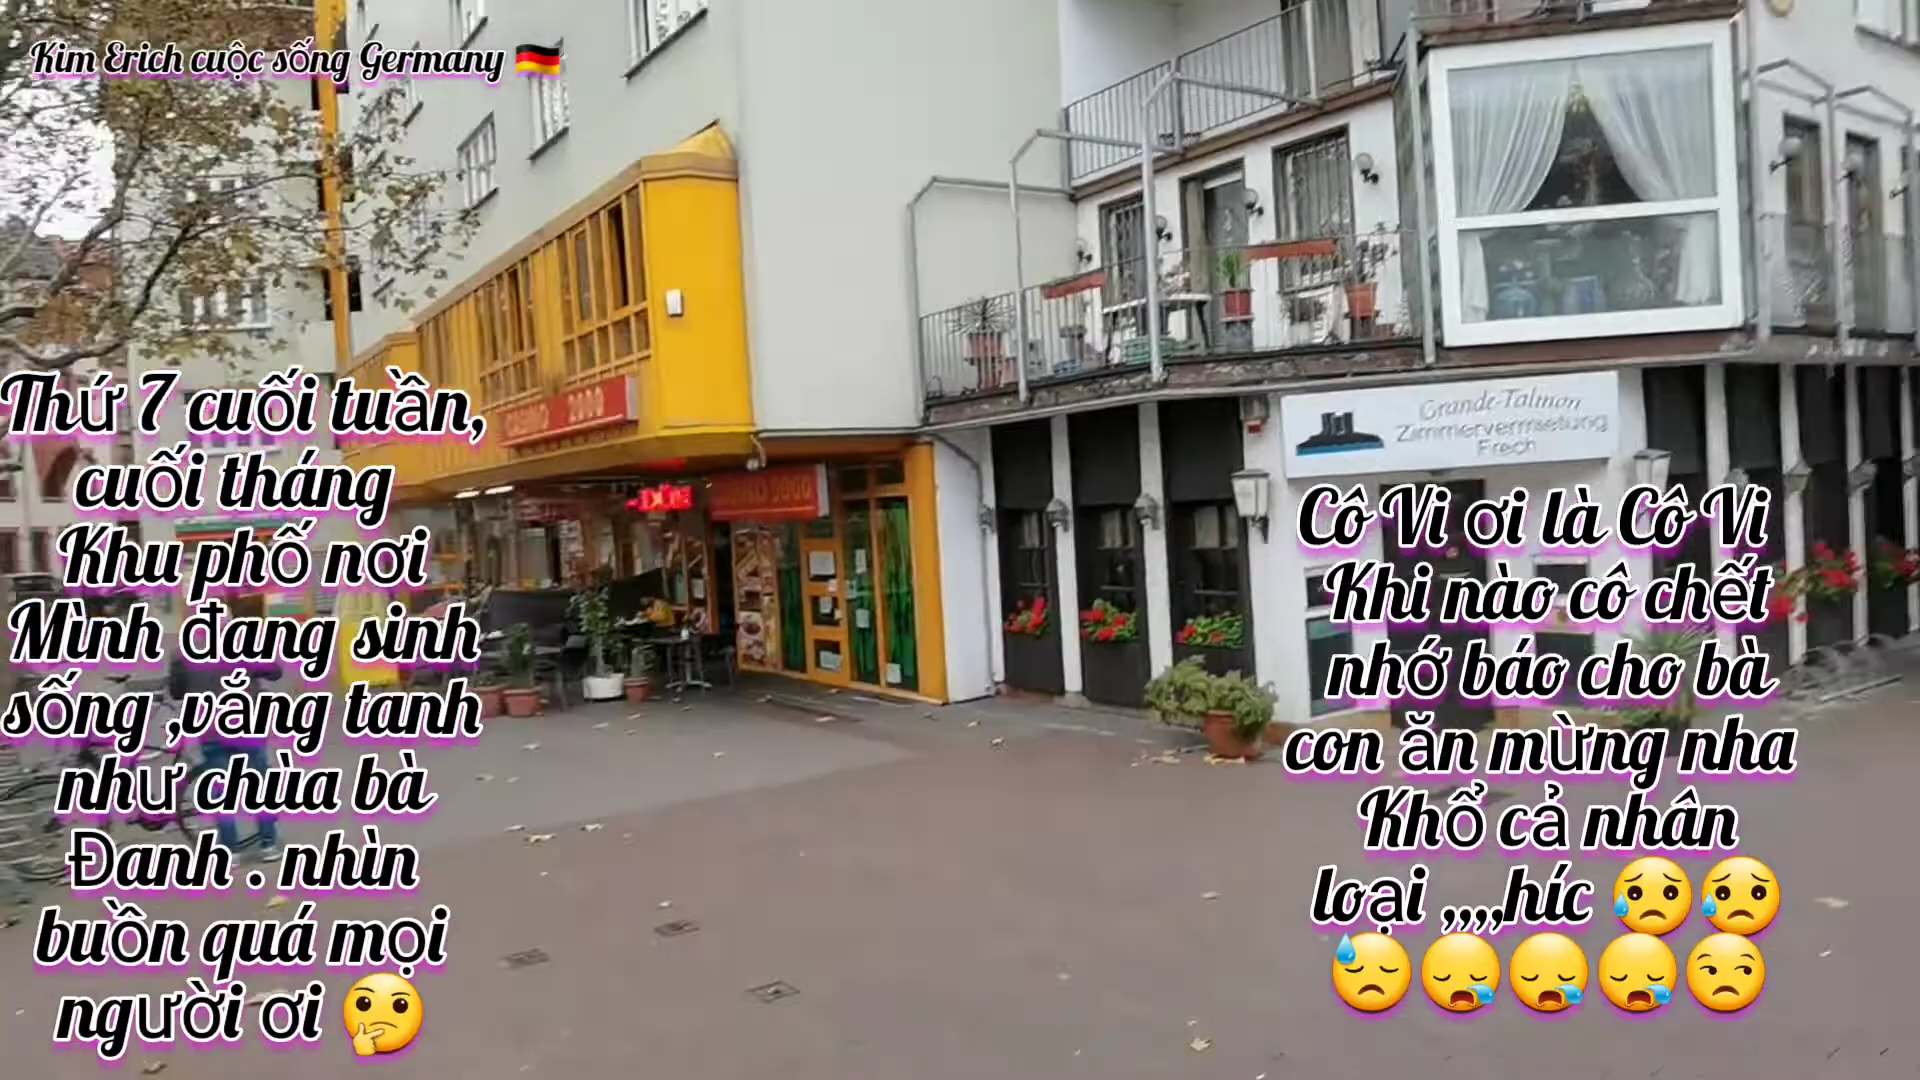 Kim Erich cuộc sống Germany 🇩🇪
Thứ 7 cuối tuần,
cuối tháng
Khu phố nơi
Mình đang sinh
sống ,vắng tanh
như chùa bà
Đanh . nhìn
buồn quá mọi
người ơi 🤔
CASINO 2000
2000
Grande-Talmon
Zimmervermietung
Frech
Cô Vi ơi là Cô Vi
Khi nào cô chết
nhớ báo cho bà
con ăn mừng nha
Khổ cả nhân
loại ,,,,híc 😥😥
😓😪😪😪😒